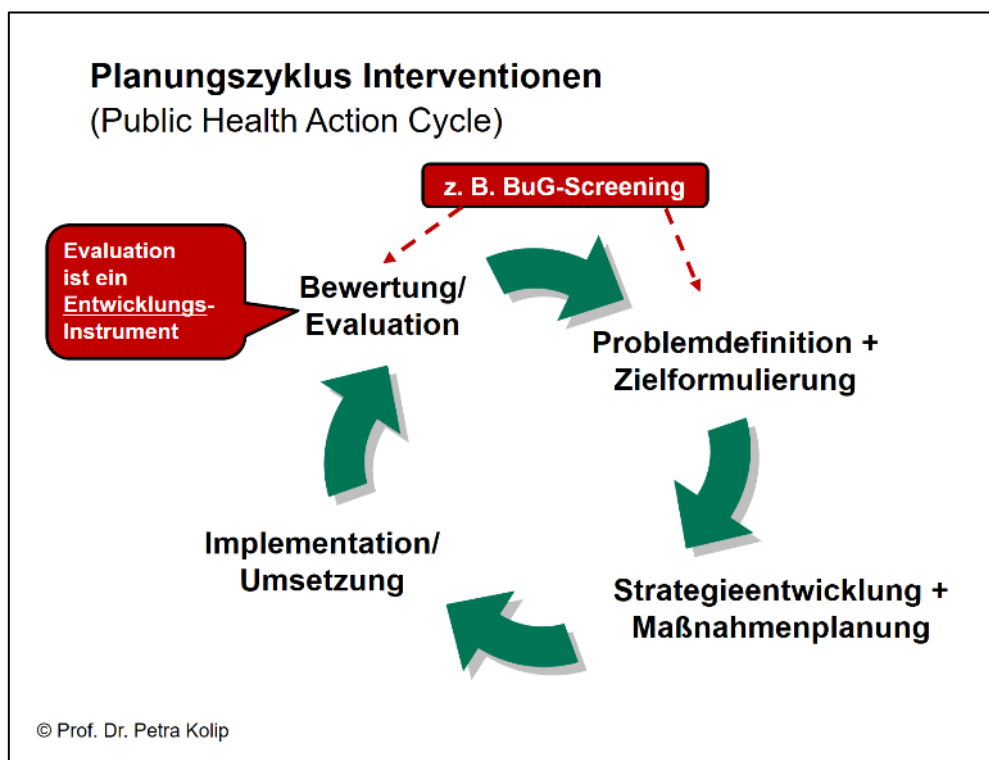 Planungszyklus Interventionen
(Public Health Action Cycle)
z. B. BuG-Screening
Evaluation
ist ein
Entwicklungs-
Instrument
Bewertung/
Evaluation
Problemdefinition +
Zielformulierung
Strategieentwicklung +
Maßnahmenplanung
Implementation/
Umsetzung
© Prof. Dr. Petra Kolip